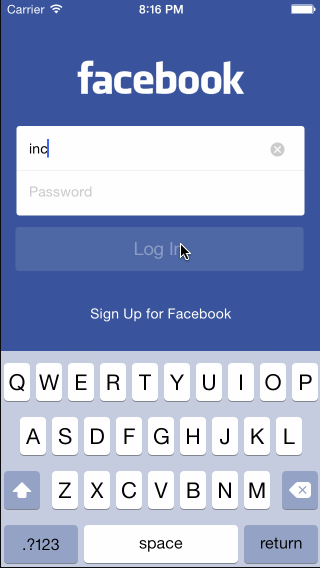 Carrier 8:16 PM
facebook
inc
Password
Log In
Sign Up for Facebook
Q W E R T Y U I O P
A S D F G H J K L
Z X C V B N M
.?123 space return